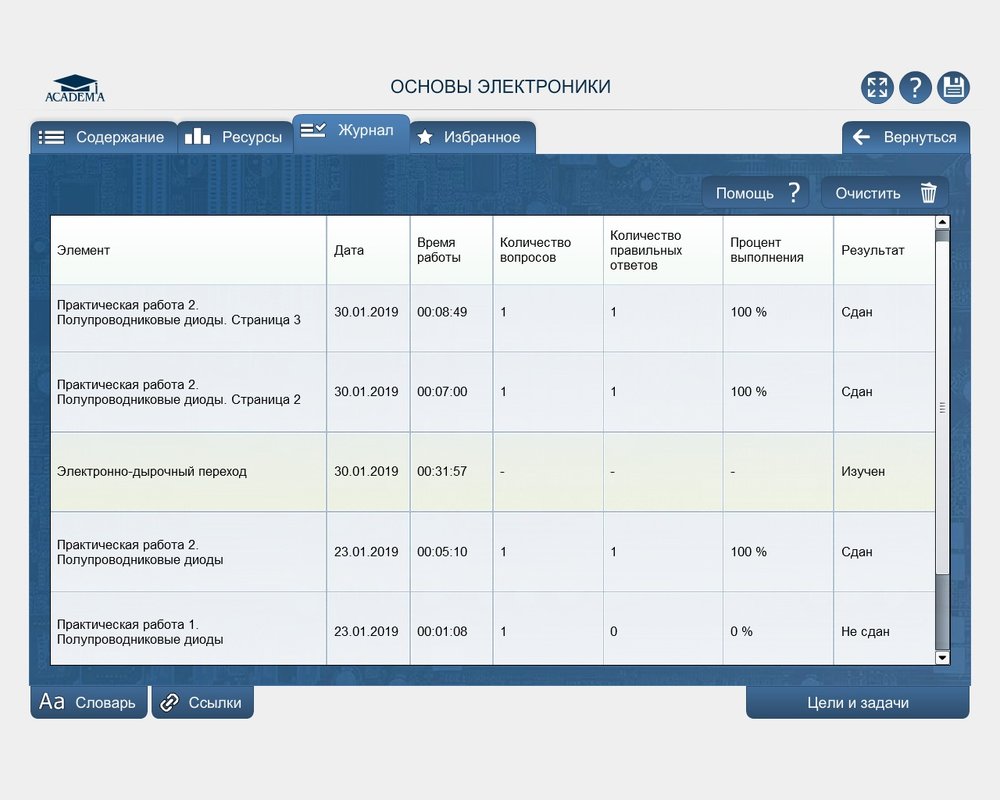 ACADEMA
ОСНОВЫ ЭЛЕКТРОНИКИ
?
Содержание
Ресурсы
Журнал
Избранное
Вернуться
Помощь ?
Очистить
Элемент
Дата
Время
работы
Количество
вопросов
Количество
правильных
ответов
Процент
выполнения
Результат
Практическая работа 2.
Полупроводниковые диоды. Страница 3
30.01.2019
00:08:49
1
1
100 %
Сдан
Практическая работа 2.
Полупроводниковые диоды. Страница 2
30.01.2019
00:07:00
1
1
100 %
Сдан
Электронно-дырочный переход
30.01.2019
00:31:57
-
-
-
Изучен
Практическая работа 2.
Полупроводниковые диоды
23.01.2019
00:05:10
1
1
100 %
Сдан
Практическая работа 1.
Полупроводниковые диоды
23.01.2019
00:01:08
1
0
0 %
Не сдан
Aa Словарь
Ссылки
Цели и задачи